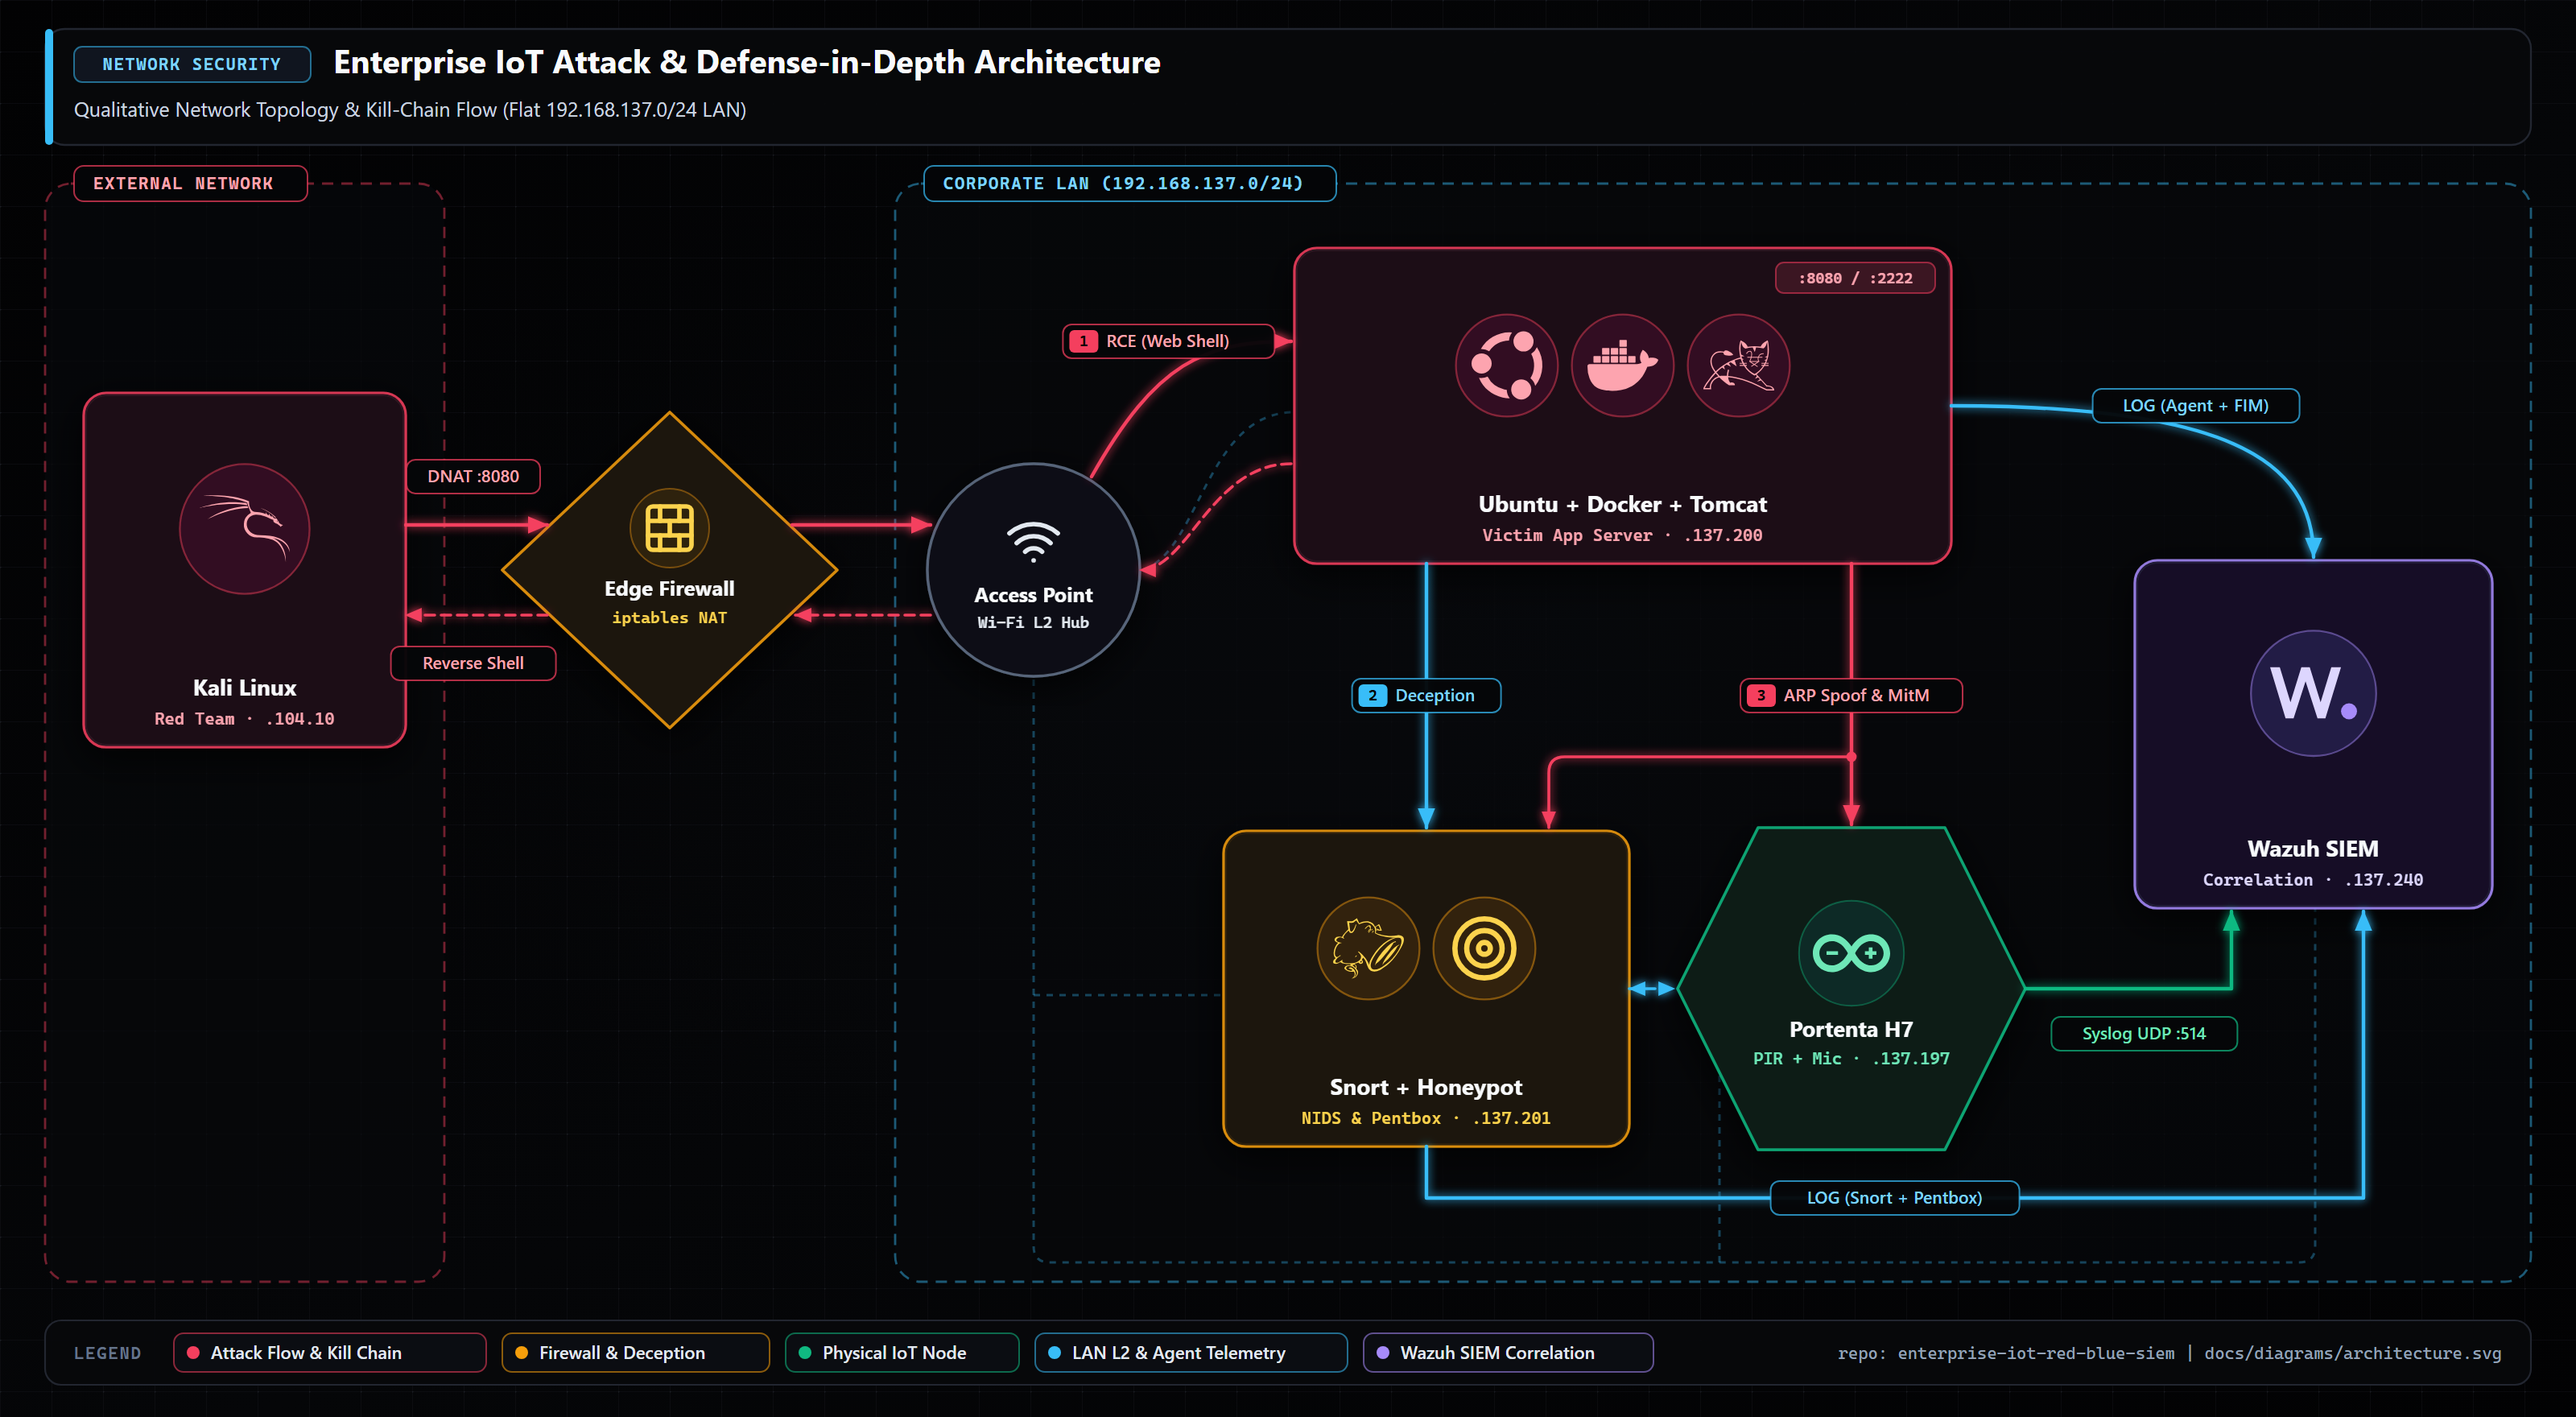 NETWORK SECURITY
Enterprise IoT Attack & Defense-in-Depth Architecture
Qualitative Network Topology & Kill-Chain Flow (Flat 192.168.137.0/24 LAN)
EXTERNAL NETWORK
CORPORATE LAN (192.168.137.0/24)
:8080 / :2222
1 RCE (Web Shell)
LOG (Agent + FIM)
DNAT :8080
Ubuntu + Docker + Tomcat
Victim App Server · .137.200
Edge Firewall
iptables NAT
Access Point
Wi-Fi L2 Hub
Reverse Shell
Kali Linux
Red Team · .104.10
2 Deception
3 ARP Spoof & MitM
W.
Wazuh SIEM
Correlation · .137.240
Portenta H7
PIR + Mic · .137.197
Syslog UDP :514
Snort + Honeypot
NIDS & Pentbox · .137.201
LOG (Snort + Pentbox)
LEGEND
Attack Flow & Kill Chain
Firewall & Deception
Physical IoT Node
LAN L2 & Agent Telemetry
Wazuh SIEM Correlation
repo: enterprise-iot-red-blue-siem | docs/diagrams/architecture.svg